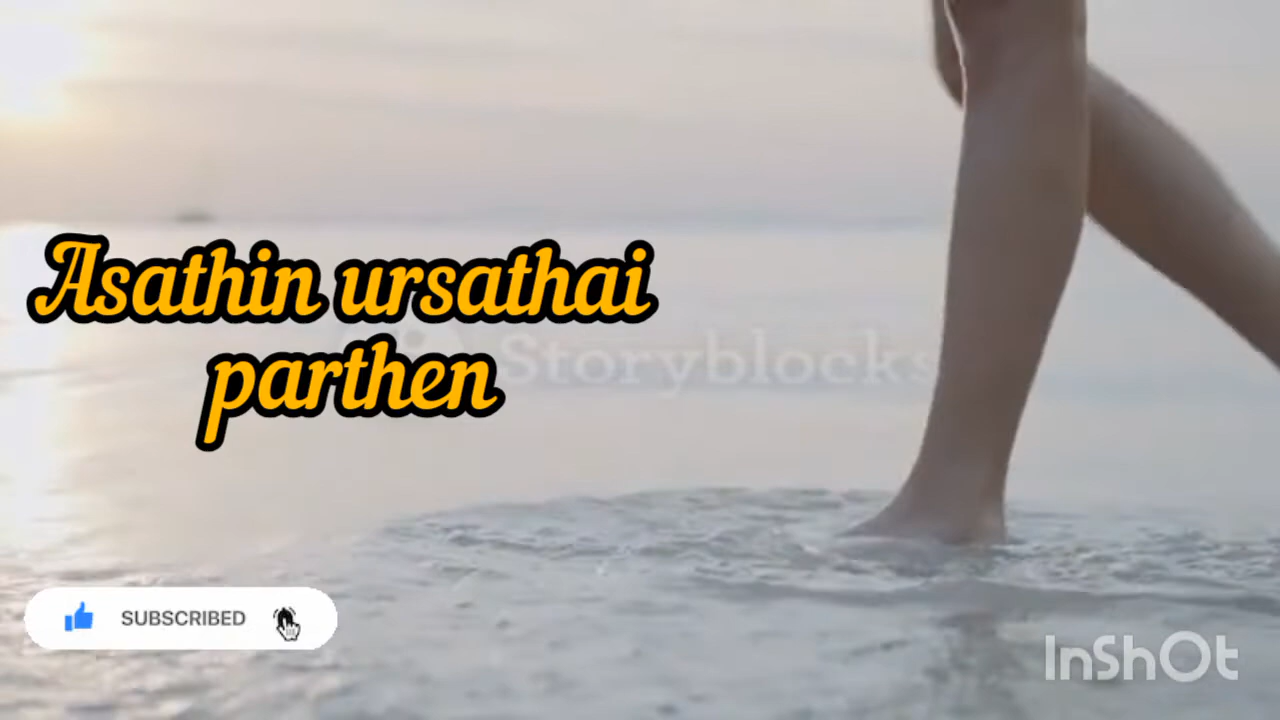 Asathin ursathai
parthen
Storyblocks
SUBSCRIBED
InShOt